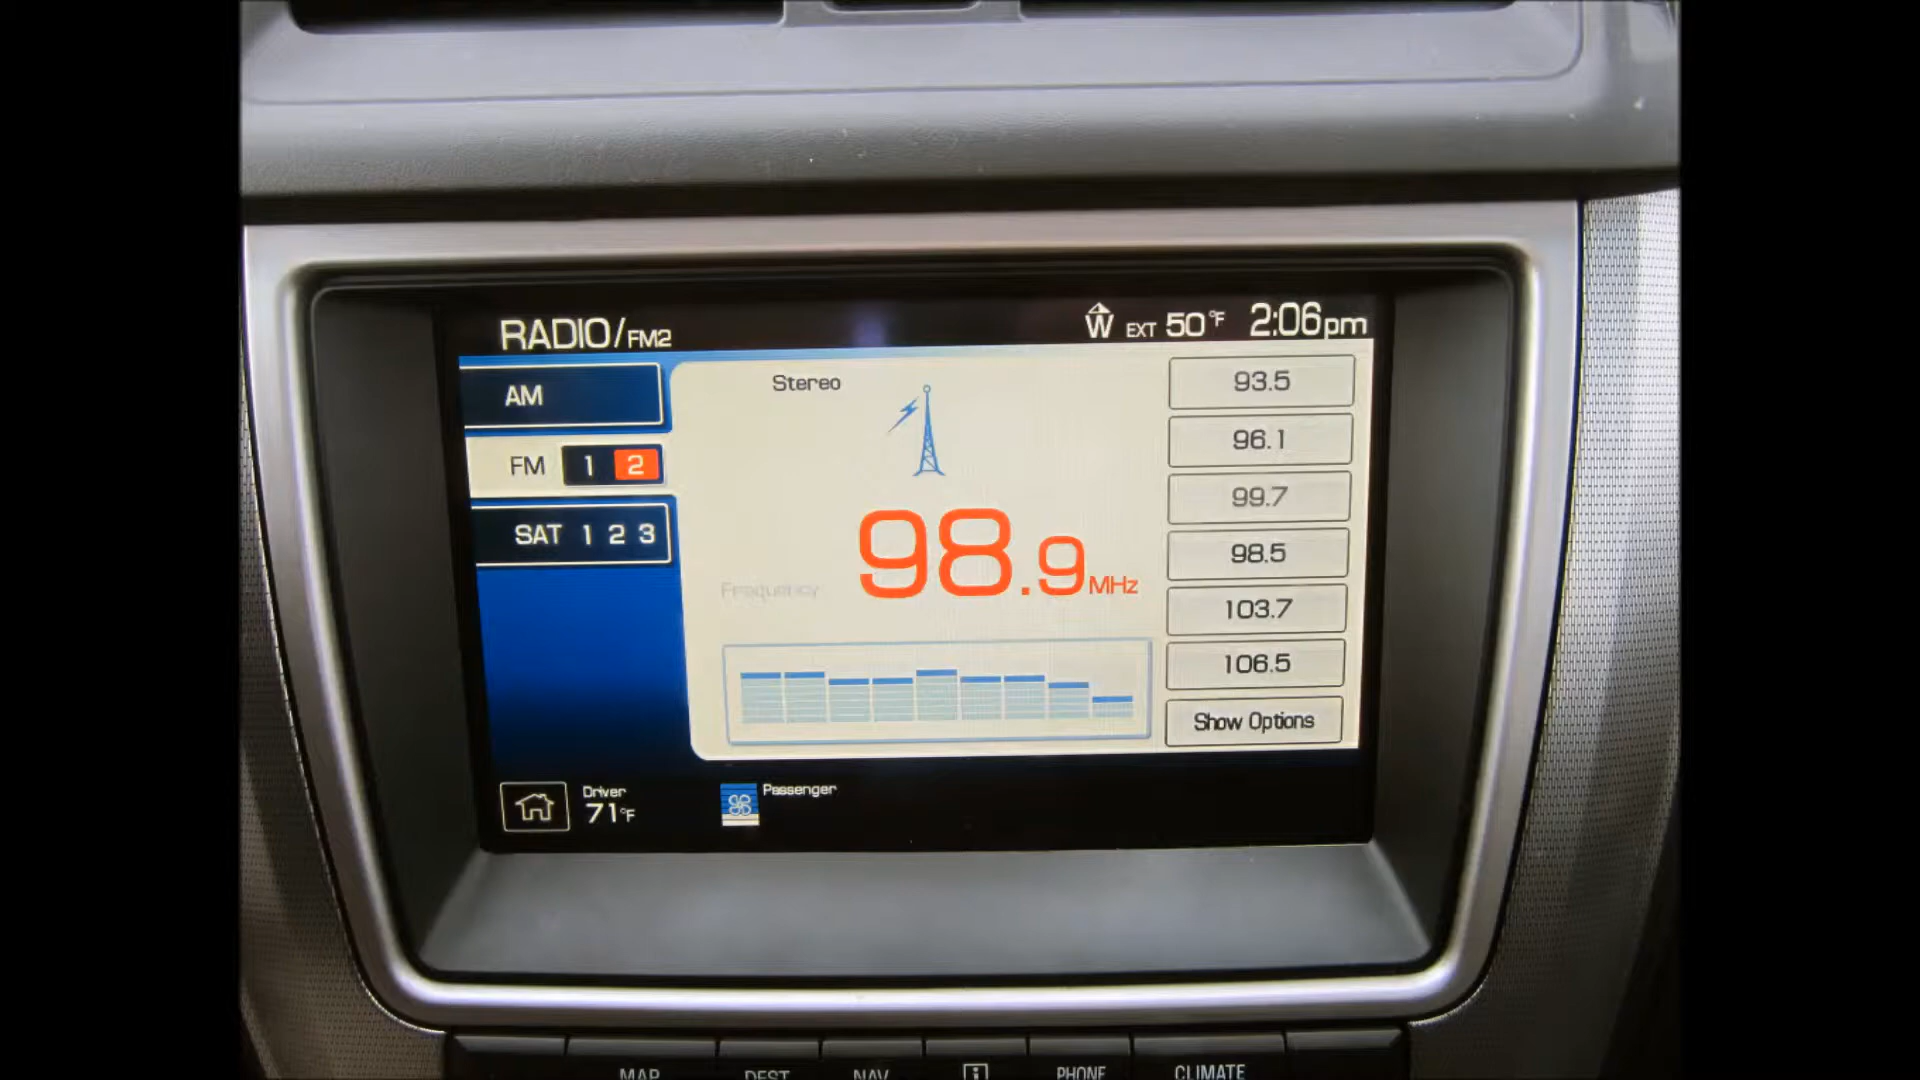 RADIO/FM2
W EXT 50°F 2:06pm
AM
FM 1 2
SAT 1 2 3
Stereo
Frequency
98.9 MHz
93.5
96.1
99.7
98.5
103.7
106.5
Show Options
Driver
71°F
Passenger
MAP DEST NAV i PHONE CLIMATE